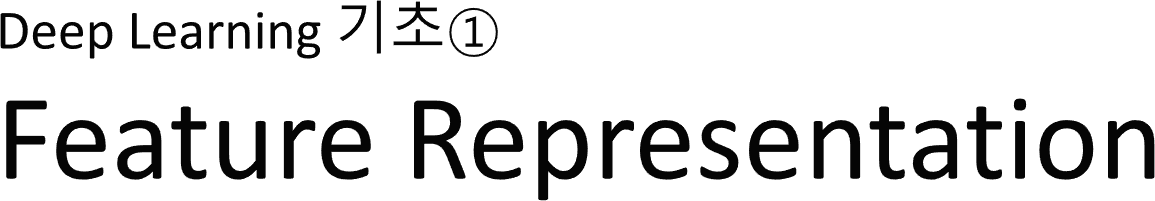 Deep Learning 기초①
Feature Representation